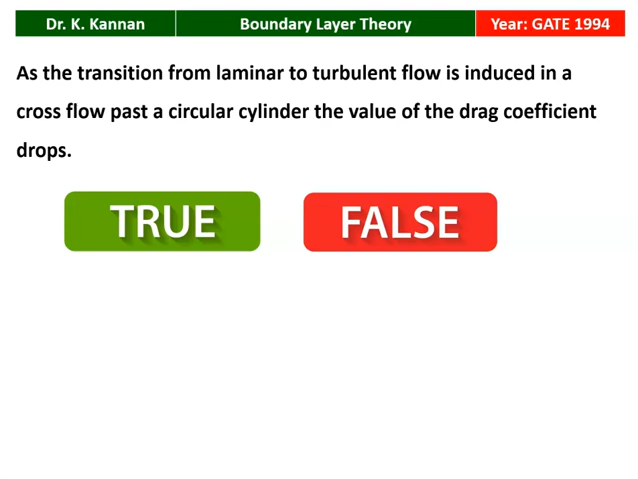 Dr. K. Kannan Boundary Layer Theory Year: GATE 1994
As the transition from laminar to turbulent flow is induced in a
cross flow past a circular cylinder the value of the drag coefficient
drops.
TRUE FALSE